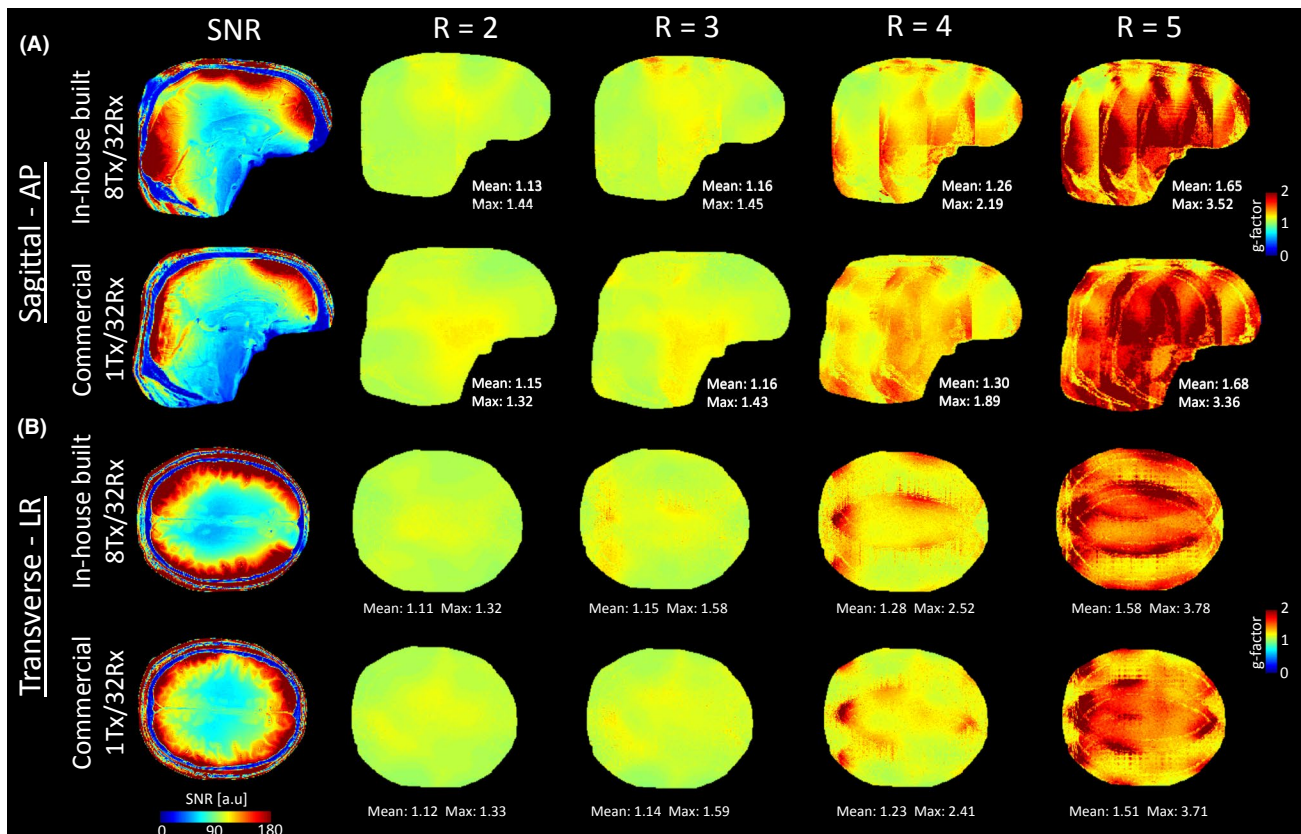 (A)
SNR
R = 2
R = 3
R = 4
R = 5
Sagittal - AP
In-house built
8Tx/32Rx
Mean: 1.13
Max: 1.44
Mean: 1.16
Max: 1.45
Mean: 1.26
Max: 2.19
Mean: 1.65
Max: 3.52
2
g-factor
0
Commercial
1Tx/32Rx
Mean: 1.15
Max: 1.32
Mean: 1.16
Max: 1.43
Mean: 1.30
Max: 1.89
Mean: 1.68
Max: 3.36
(B)
Transverse - LR
In-house built
8Tx/32Rx
Mean: 1.11 Max: 1.32
Mean: 1.15 Max: 1.58
Mean: 1.28 Max: 2.52
Mean: 1.58 Max: 3.78
2
g-factor
0
Commercial
1Tx/32Rx
Mean: 1.12 Max: 1.33
Mean: 1.14 Max: 1.59
Mean: 1.23 Max: 2.41
Mean: 1.51 Max: 3.71
SNR [a.u]
0 90 180